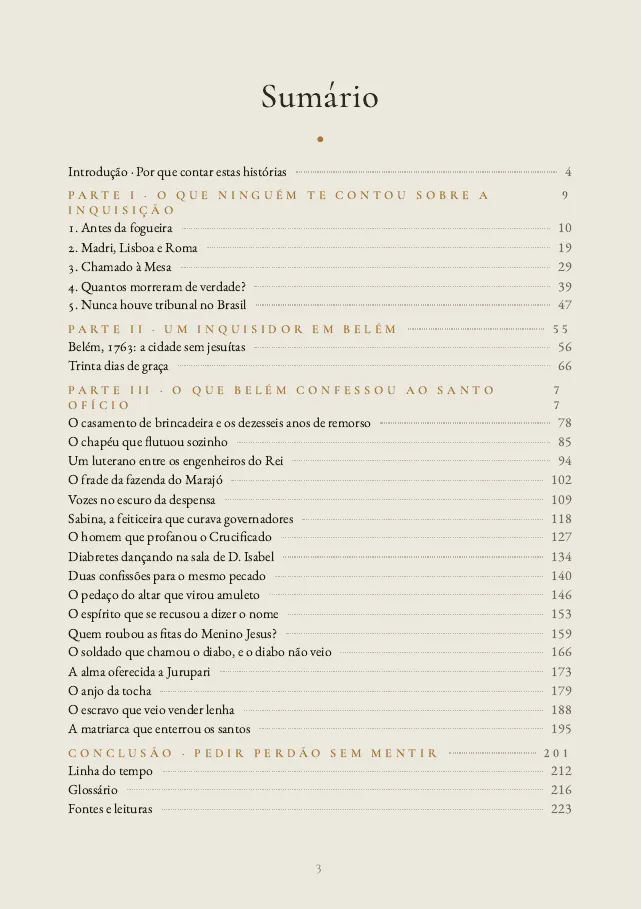 Sumário
Introdução · Por que contar estas histórias 4
PARTE I · O QUE NINGUÉM TE CONTOU SOBRE A 9
INQUISIÇÃO
1. Antes da fogueira 10
2. Madri, Lisboa e Roma 19
3. Chamado à Mesa 29
4. Quantos morreram de verdade? 39
5. Nunca houve tribunal no Brasil 47
PARTE II · UM INQUISIDOR EM BELÉM 55
Belém, 1763: a cidade sem jesuítas 56
Trinta dias de graça 66
PARTE III · O QUE BELÉM CONFESSOU AO SANTO 7
OFÍCIO 7
O casamento de brincadeira e os dezesseis anos de remorso 78
O chapéu que flutuou sozinho 85
Um luterano entre os engenheiros do Rei 94
O frade da fazenda do Marajó 102
Vozes no escuro da despensa 109
Sabina, a feiticeira que curava governadores 118
O homem que profanou o Crucificado 127
Diabretes dançando na sala de D. Isabel 134
Duas confissões para o mesmo pecado 140
O pedaço do altar que virou amuleto 146
O espírito que se recusou a dizer o nome 153
Quem roubou as fitas do Menino Jesus? 159
O soldado que chamou o diabo, e o diabo não veio 166
A alma oferecida a Jurupari 173
O anjo da tocha 179
O escravo que veio vender lenha 188
A matriarca que enterrou os santos 195
CONCLUSÃO · PEDIR PERDÃO SEM MENTIR 201
Linha do tempo 212
Glossário 216
Fontes e leituras 223
3